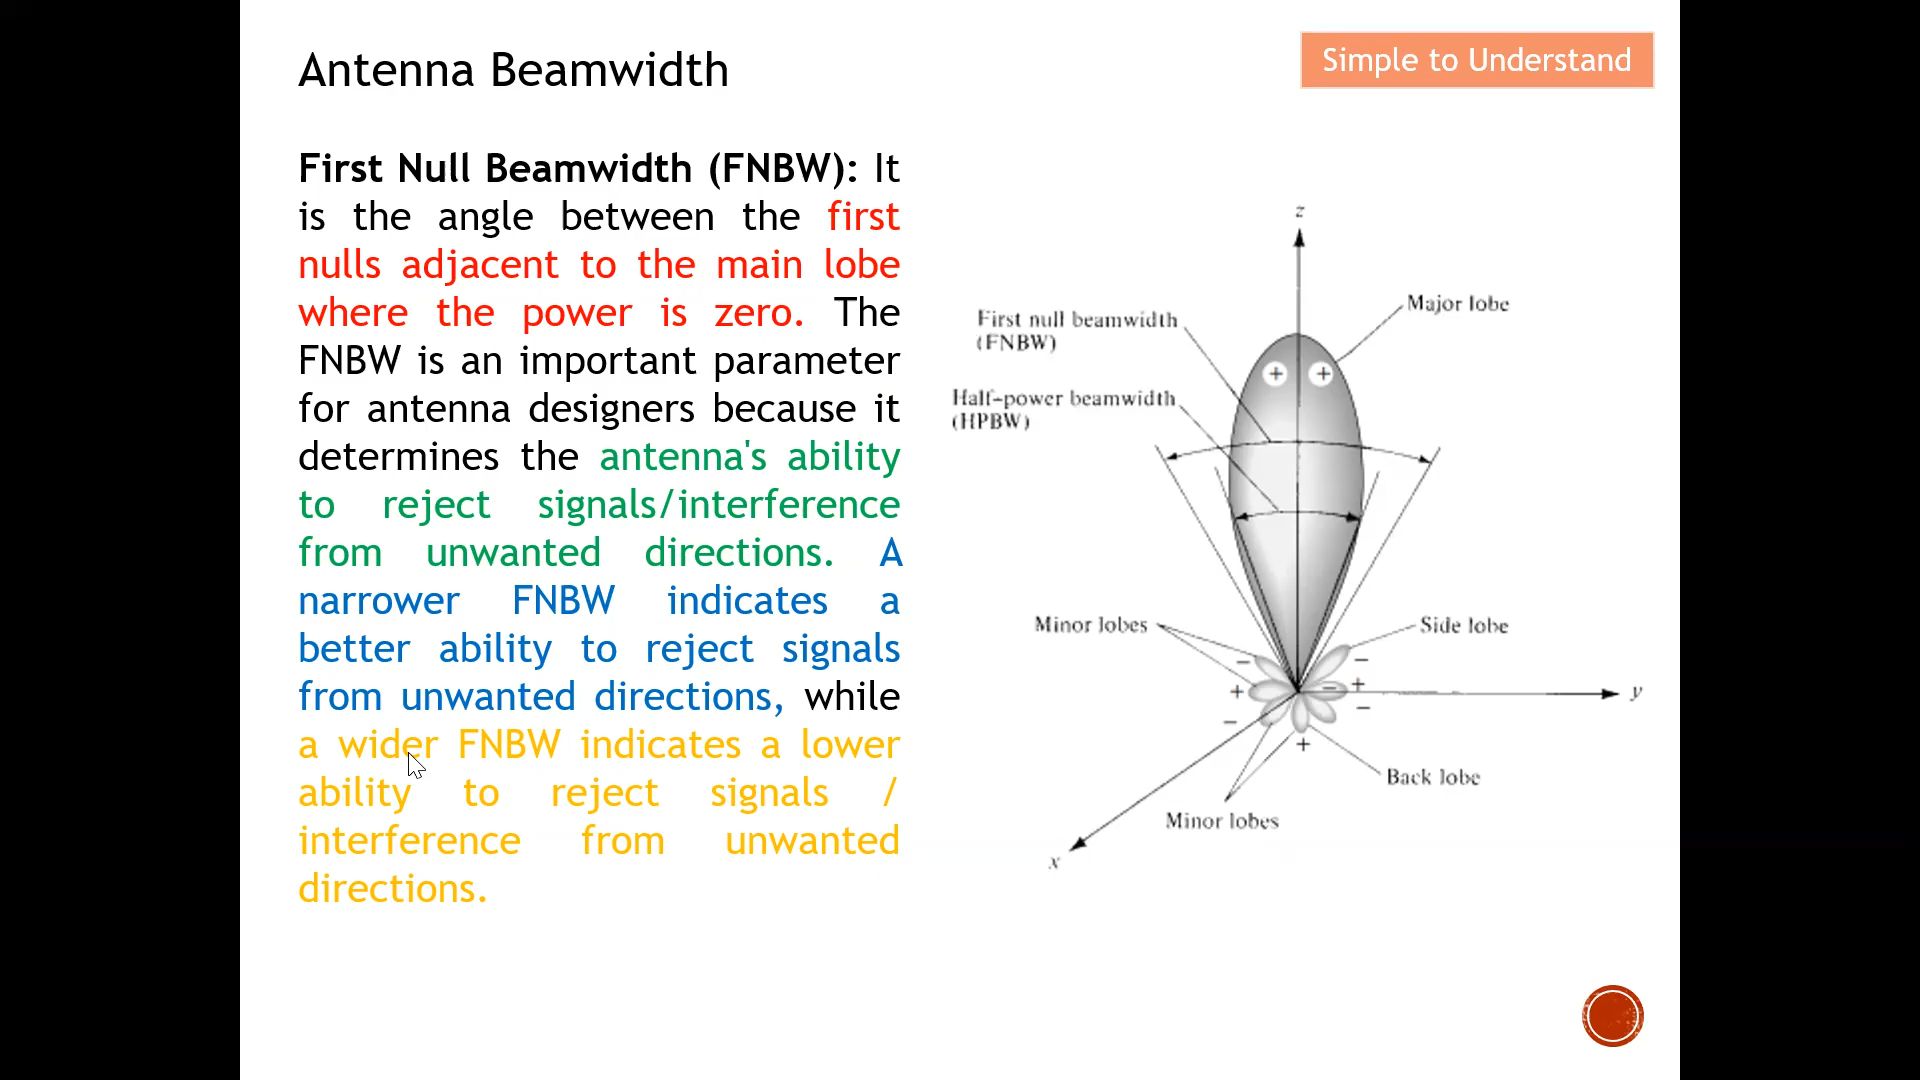 Antenna Beamwidth
Simple to Understand
First Null Beamwidth (FNBW): It
is the angle between the first
nulls adjacent to the main lobe
where the power is zero. The
FNBW is an important parameter
for antenna designers because it
determines the antenna's ability
to reject signals/interference
from unwanted directions. A
narrower FNBW indicates a
better ability to reject signals
from unwanted directions, while
a wider FNBW indicates a lower
ability to reject signals /
interference from unwanted
directions.
z
Major lobe
First null beamwidth
(FNBW)
+ +
Half-power beamwidth
(HPBW)
Minor lobes
Side lobe
− −
+ − +
− −
+
y
Back lobe
Minor lobes
x